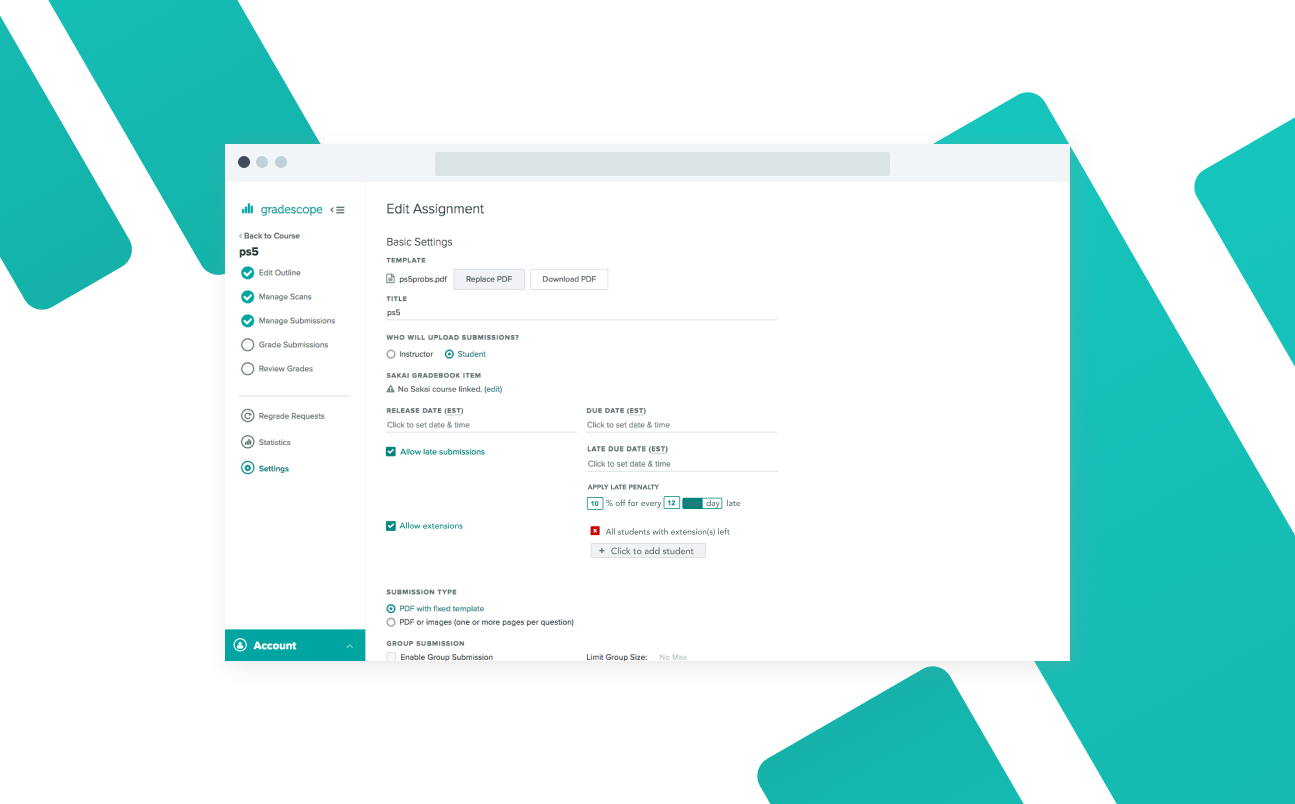 gradescope
Back to Course
ps5
Edit Outline
Manage Scans
Manage Submissions
Grade Submissions
Review Grades
Regrade Requests
Statistics
Settings
Account
Edit Assignment
Basic Settings
TEMPLATE
ps5probs.pdf Replace PDF Download PDF
TITLE
ps5
WHO WILL UPLOAD SUBMISSIONS?
Instructor Student
SAKAI GRADEBOOK ITEM
No Sakai course linked. (edit)
RELEASE DATE (EST) DUE DATE (EST)
Click to set date & time Click to set date & time
Allow late submissions LATE DUE DATE (EST)
Click to set date & time
APPLY LATE PENALTY
10 % off for every 12 day late
Allow extensions
All students with extension(s) left
+ Click to add student
SUBMISSION TYPE
PDF with fixed template
PDF or images (one or more pages per question)
GROUP SUBMISSION
Enable Group Submission Limit Group Size: No Max